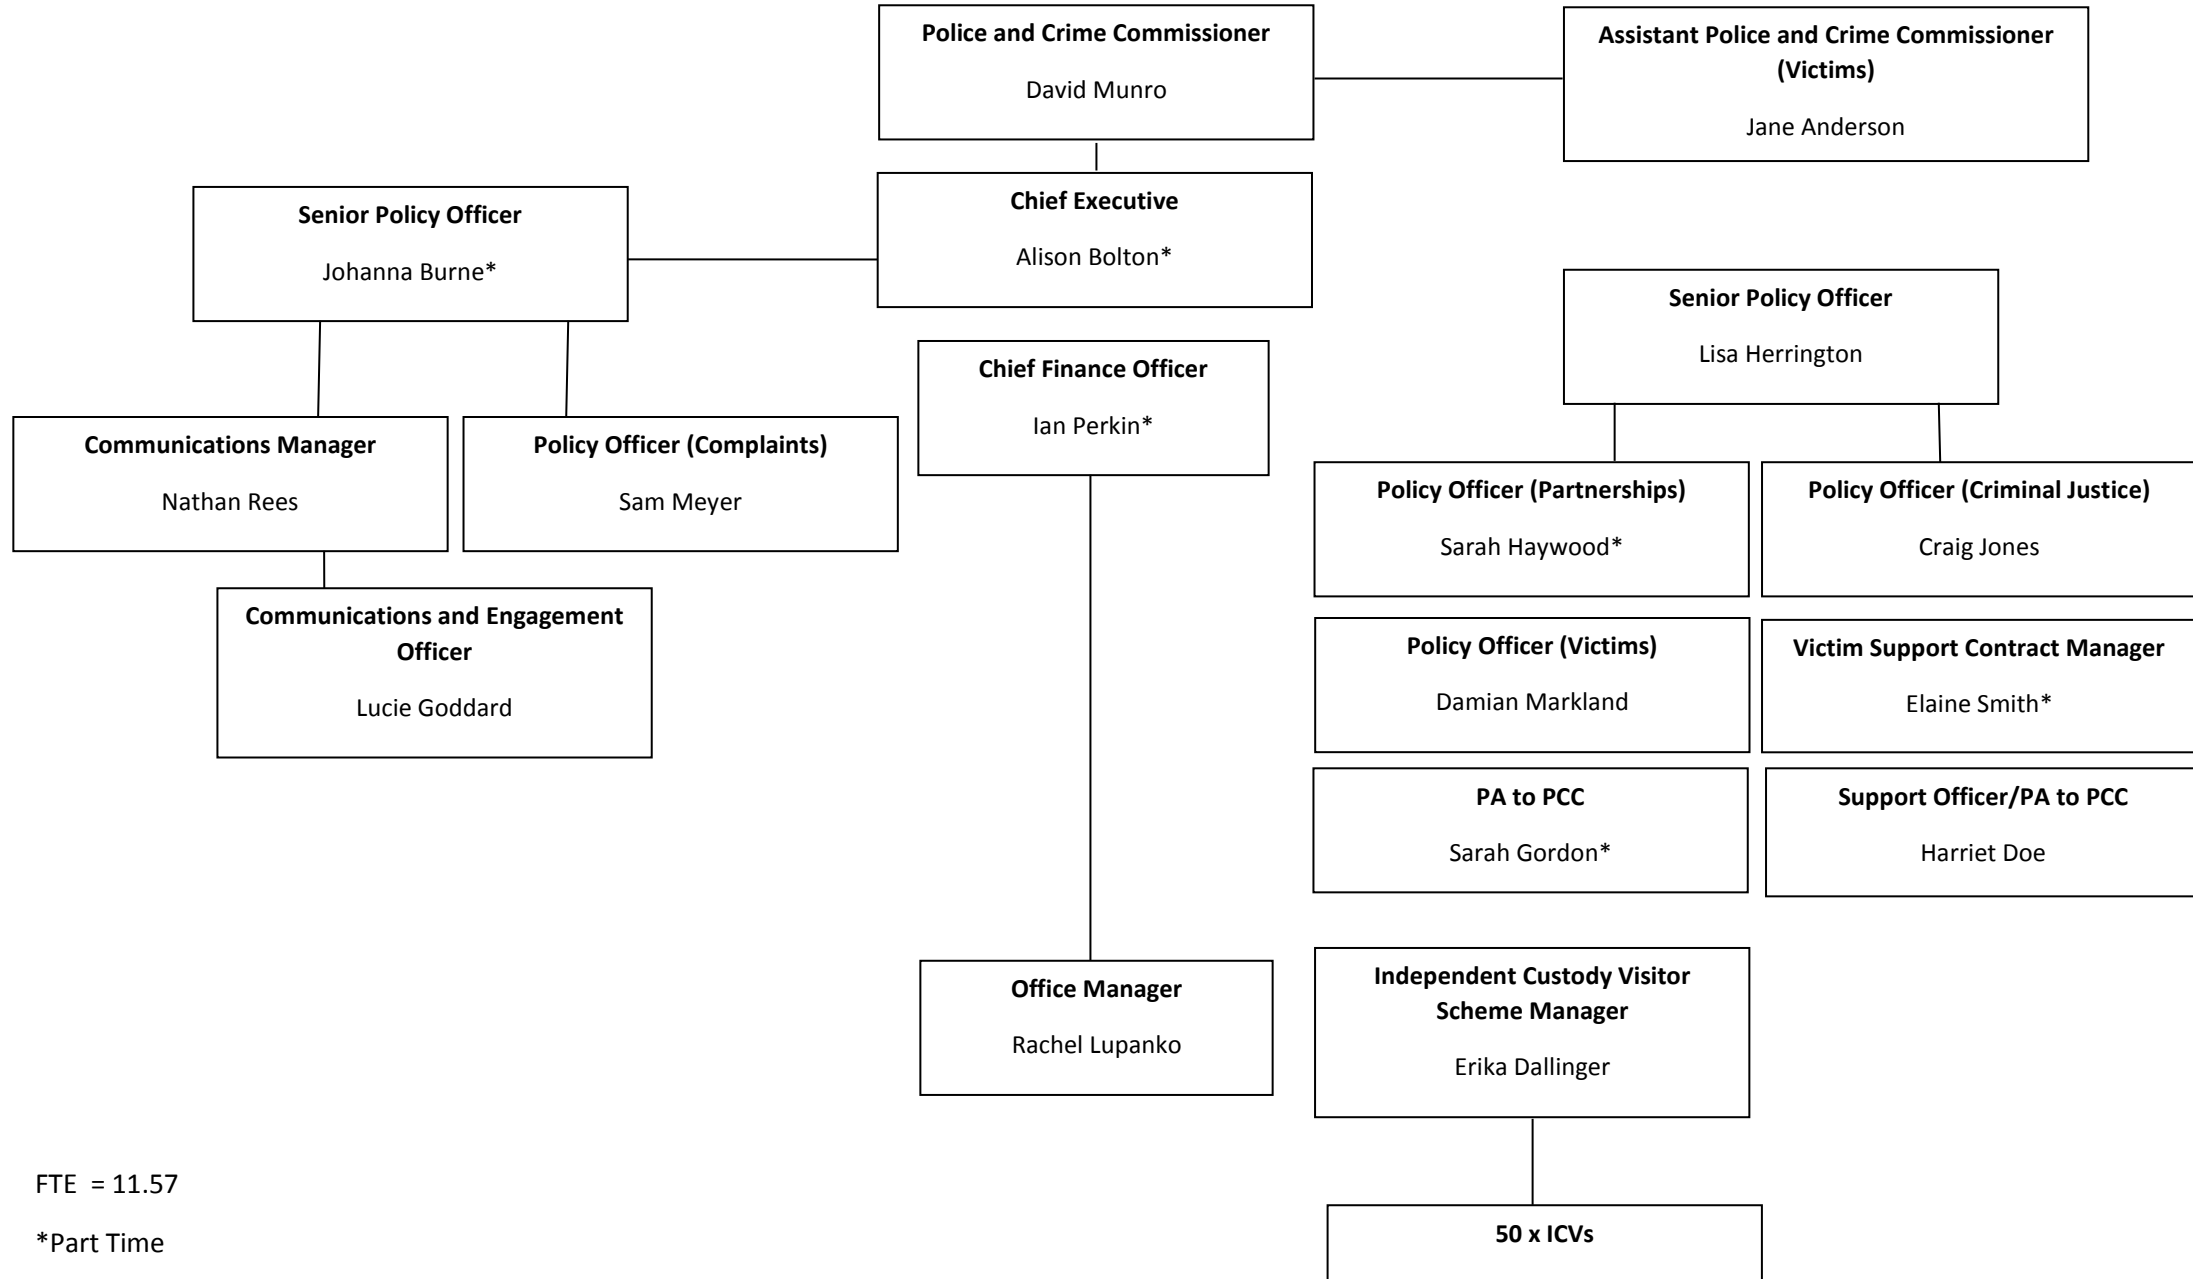 Police and Crime Commissioner
David Munro
Assistant Police and Crime Commissioner
(Victims)
Jane Anderson
Chief Executive
Alison Bolton*
Senior Policy Officer
Johanna Burne*
Senior Policy Officer
Lisa Herrington
Chief Finance Officer
Ian Perkin*
Communications Manager
Nathan Rees
Policy Officer (Complaints)
Sam Meyer
Policy Officer (Partnerships)
Sarah Haywood*
Policy Officer (Criminal Justice)
Craig Jones
Communications and Engagement
Officer
Lucie Goddard
Policy Officer (Victims)
Damian Markland
Victim Support Contract Manager
Elaine Smith*
PA to PCC
Sarah Gordon*
Support Officer/PA to PCC
Harriet Doe
Office Manager
Rachel Lupanko
Independent Custody Visitor
Scheme Manager
Erika Dallinger
50 x ICVs
FTE = 11.57
*Part Time